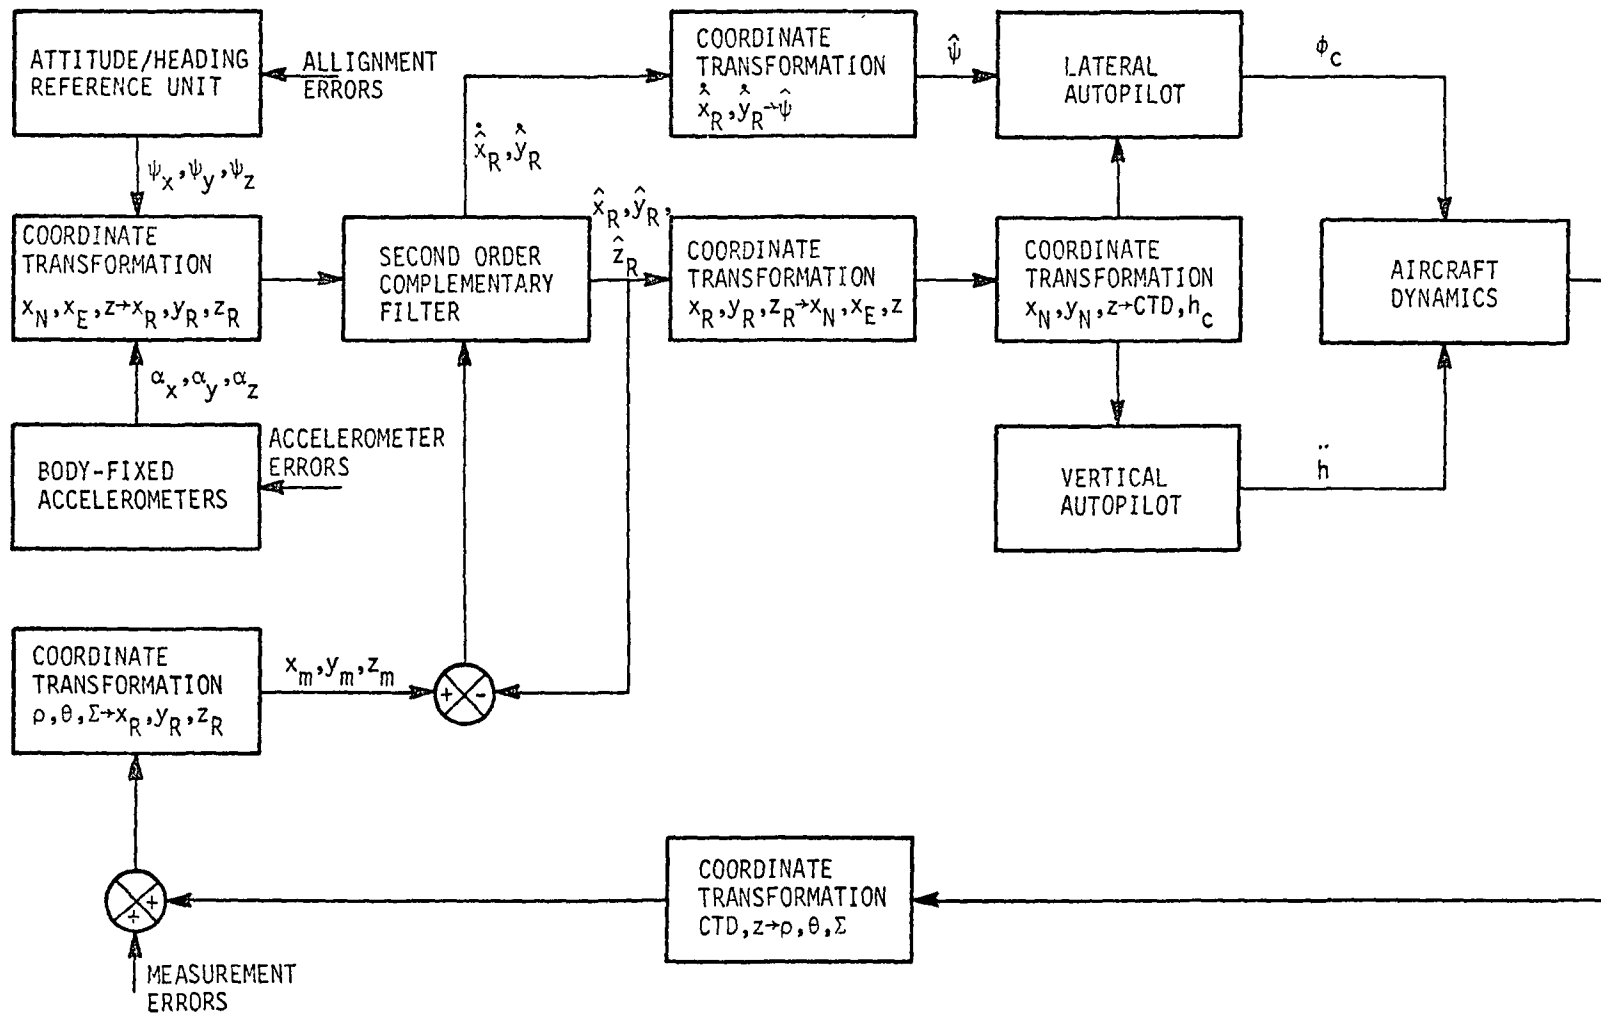 ATTITUDE/HEADING
REFERENCE UNIT
ALLIGNMENT
ERRORS
ψx,ψy,ψz
COORDINATE
TRANSFORMATION
xN,xE,z→xR,yR,zR
αx,αy,αz
BODY-FIXED
ACCELEROMETERS
ACCELEROMETER
ERRORS
SECOND ORDER
COMPLEMENTARY
FILTER
x̂̇R,ŷ̇R
x̂R,ŷR,
ẑR
COORDINATE
TRANSFORMATION
x̂̇R,ŷ̇R→ψ̂
ψ̂
LATERAL
AUTOPILOT
ϕc
COORDINATE
TRANSFORMATION
xR,yR,zR→xN,xE,z
COORDINATE
TRANSFORMATION
xN,yN,z→CTD,hc
AIRCRAFT
DYNAMICS
VERTICAL
AUTOPILOT
ḧ
COORDINATE
TRANSFORMATION
ρ,θ,Σ→xR,yR,zR
xm,ym,zm
+ -
COORDINATE
TRANSFORMATION
CTD,z→ρ,θ,Σ
+
+
MEASUREMENT
ERRORS